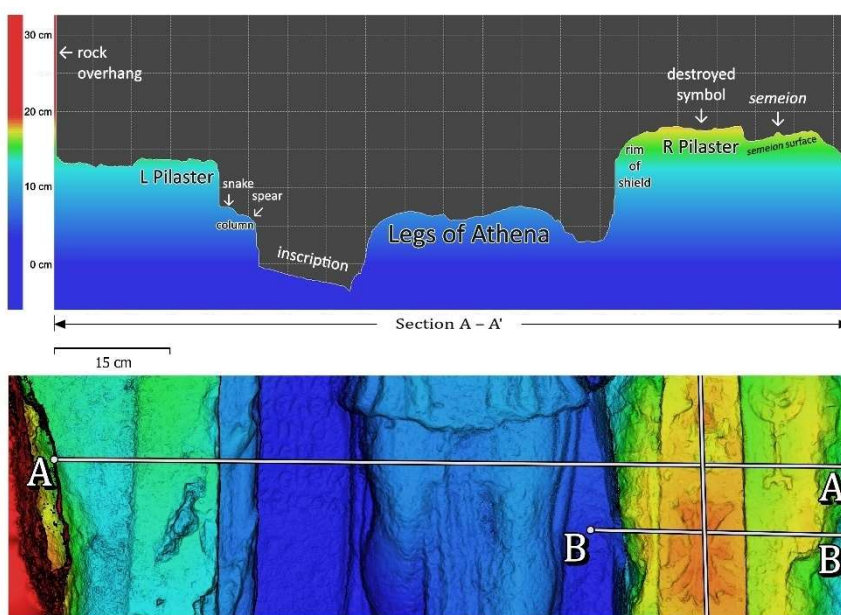 30 cm
← rock
overhang
20 cm
10 cm
0 cm
L Pilaster
snake
spear
column
inscription
Legs of Athena
rim
of
shield
destroyed
symbol
R Pilaster
semeion
semeion surface
Section A – A'
15 cm
A
A
B
B